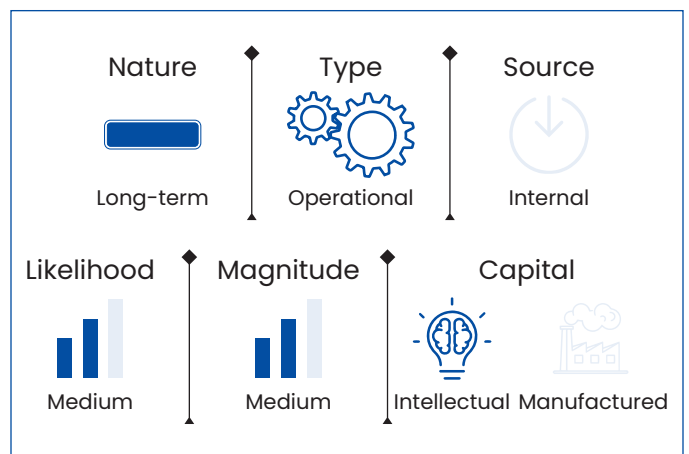 Nature
Type
Source
Long-term
Operational
Internal
Likelihood
Magnitude
Capital
Medium
Medium
Intellectual
Manufactured